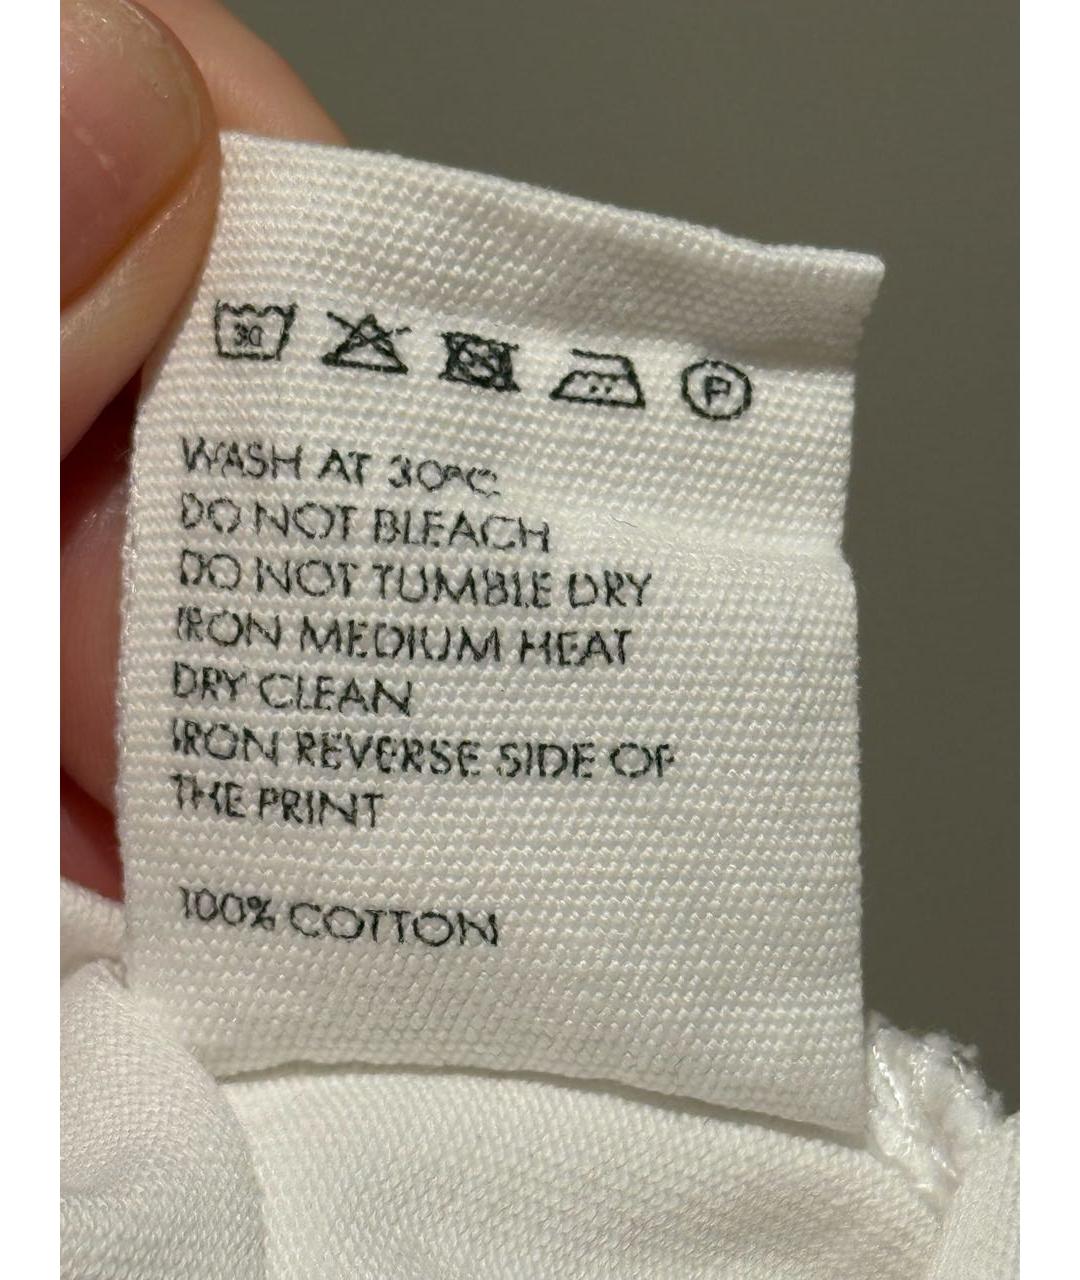 30
P
WASH AT 30°C
DO NOT BLEACH
DO NOT TUMBLE DRY
IRON MEDIUM HEAT
DRY CLEAN
IRON REVERSE SIDE OF
THE PRINT
100% COTTON